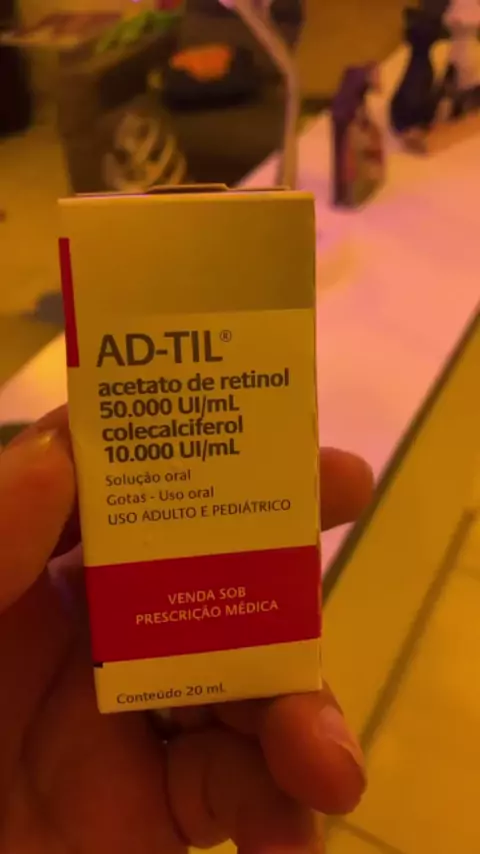 AD-TIL®
acetato de retinol
50.000 UI/mL
colecalciferol
10.000 UI/mL
Solução oral
Gotas - Uso oral
USO ADULTO E PEDIÁTRICO
VENDA SOB
PRESCRIÇÃO MÉDICA
Conteúdo 20 mL